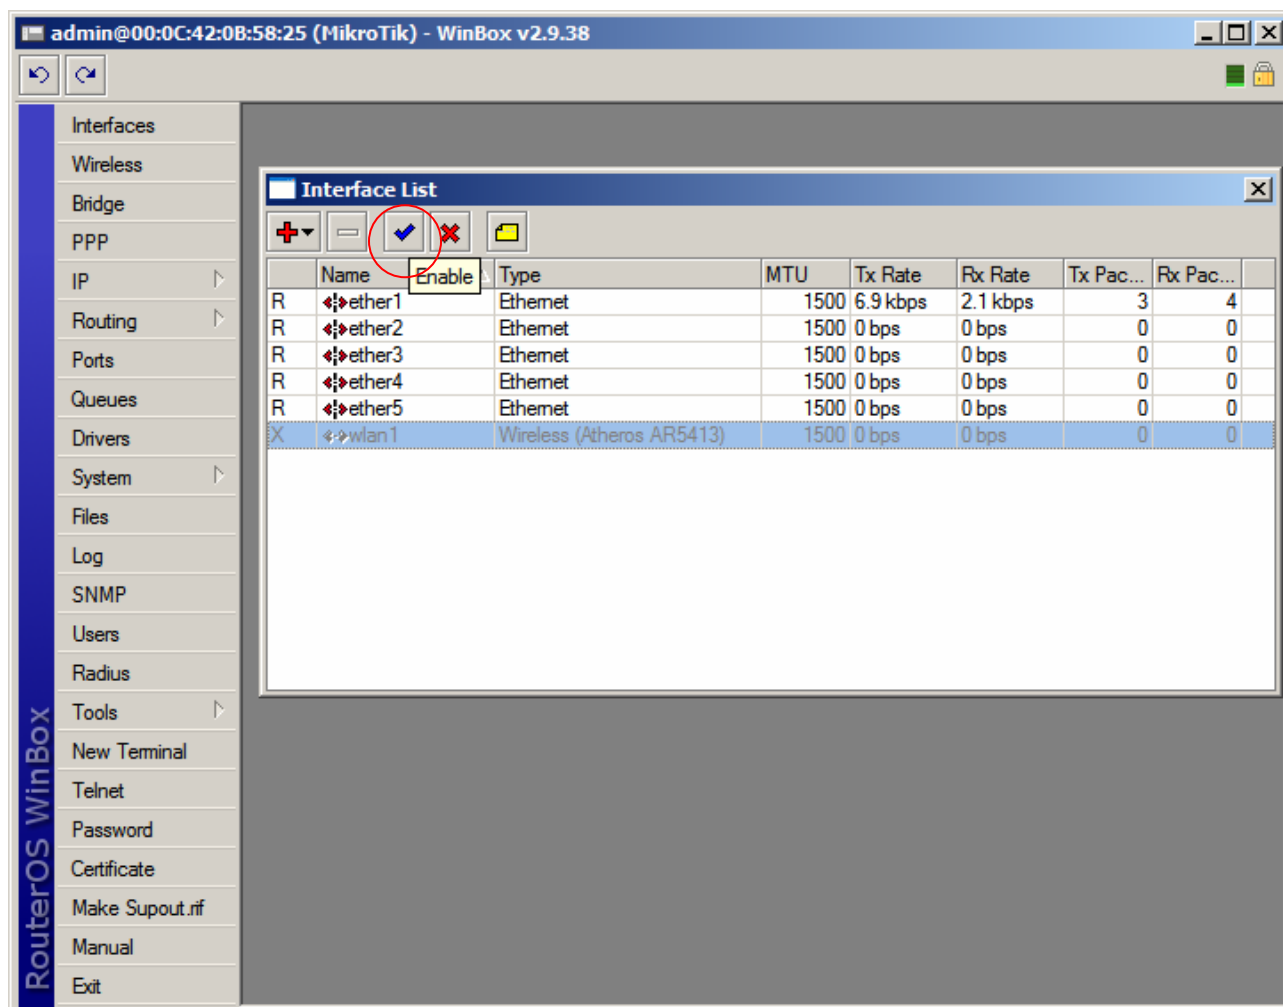 admin@00:0C:42:0B:58:25 (MikroTik) - WinBox v2.9.38
Interfaces
Wireless
Bridge
PPP
IP
Routing
Ports
Queues
Drivers
System
Files
Log
SNMP
Users
Radius
Tools
New Terminal
Telnet
Password
Certificate
Make Supout.rif
Manual
Exit
RouterOS WinBox
Interface List
Enable
Name Type MTU Tx Rate Rx Rate Tx Pac... Rx Pac...
R ether1 Ethernet 1500 6.9 kbps 2.1 kbps 3 4
R ether2 Ethernet 1500 0 bps 0 bps 0 0
R ether3 Ethernet 1500 0 bps 0 bps 0 0
R ether4 Ethernet 1500 0 bps 0 bps 0 0
R ether5 Ethernet 1500 0 bps 0 bps 0 0
X wlan1 Wireless (Atheros AR5413) 1500 0 bps 0 bps 0 0